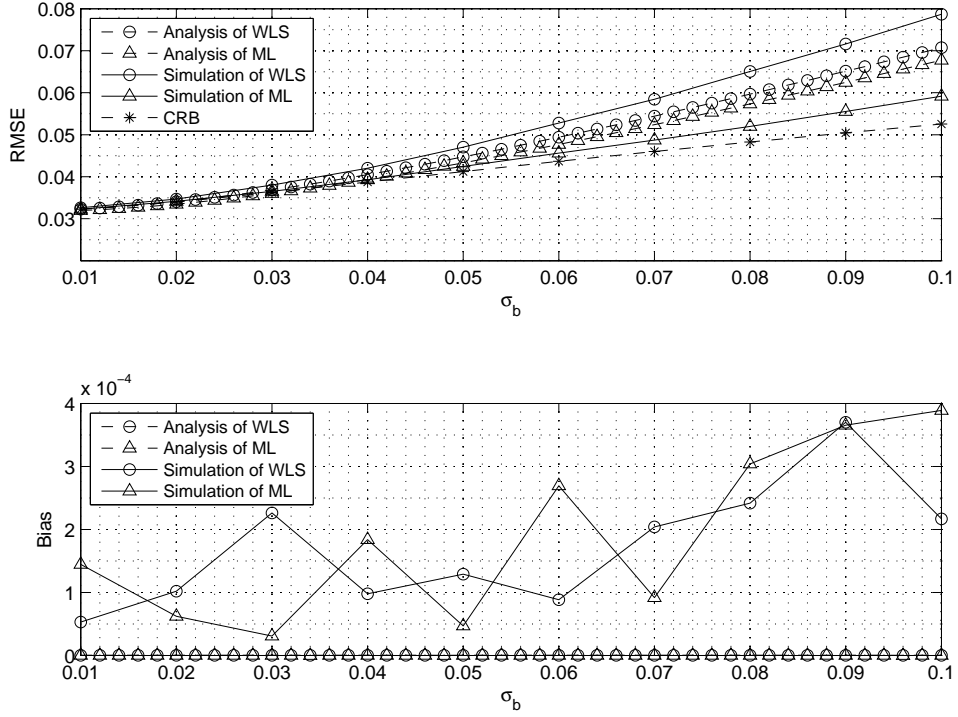 0.08
0.07
0.06
0.05
0.04
0.03
RMSE
Analysis of WLS
Analysis of ML
Simulation of WLS
Simulation of ML
CRB
0.01 0.02 0.03 0.04 0.05 0.06 0.07 0.08 0.09 0.1
σb
x 10−4
4
3
2
1
0
Bias
Analysis of WLS
Analysis of ML
Simulation of WLS
Simulation of ML
0.01 0.02 0.03 0.04 0.05 0.06 0.07 0.08 0.09 0.1
σb